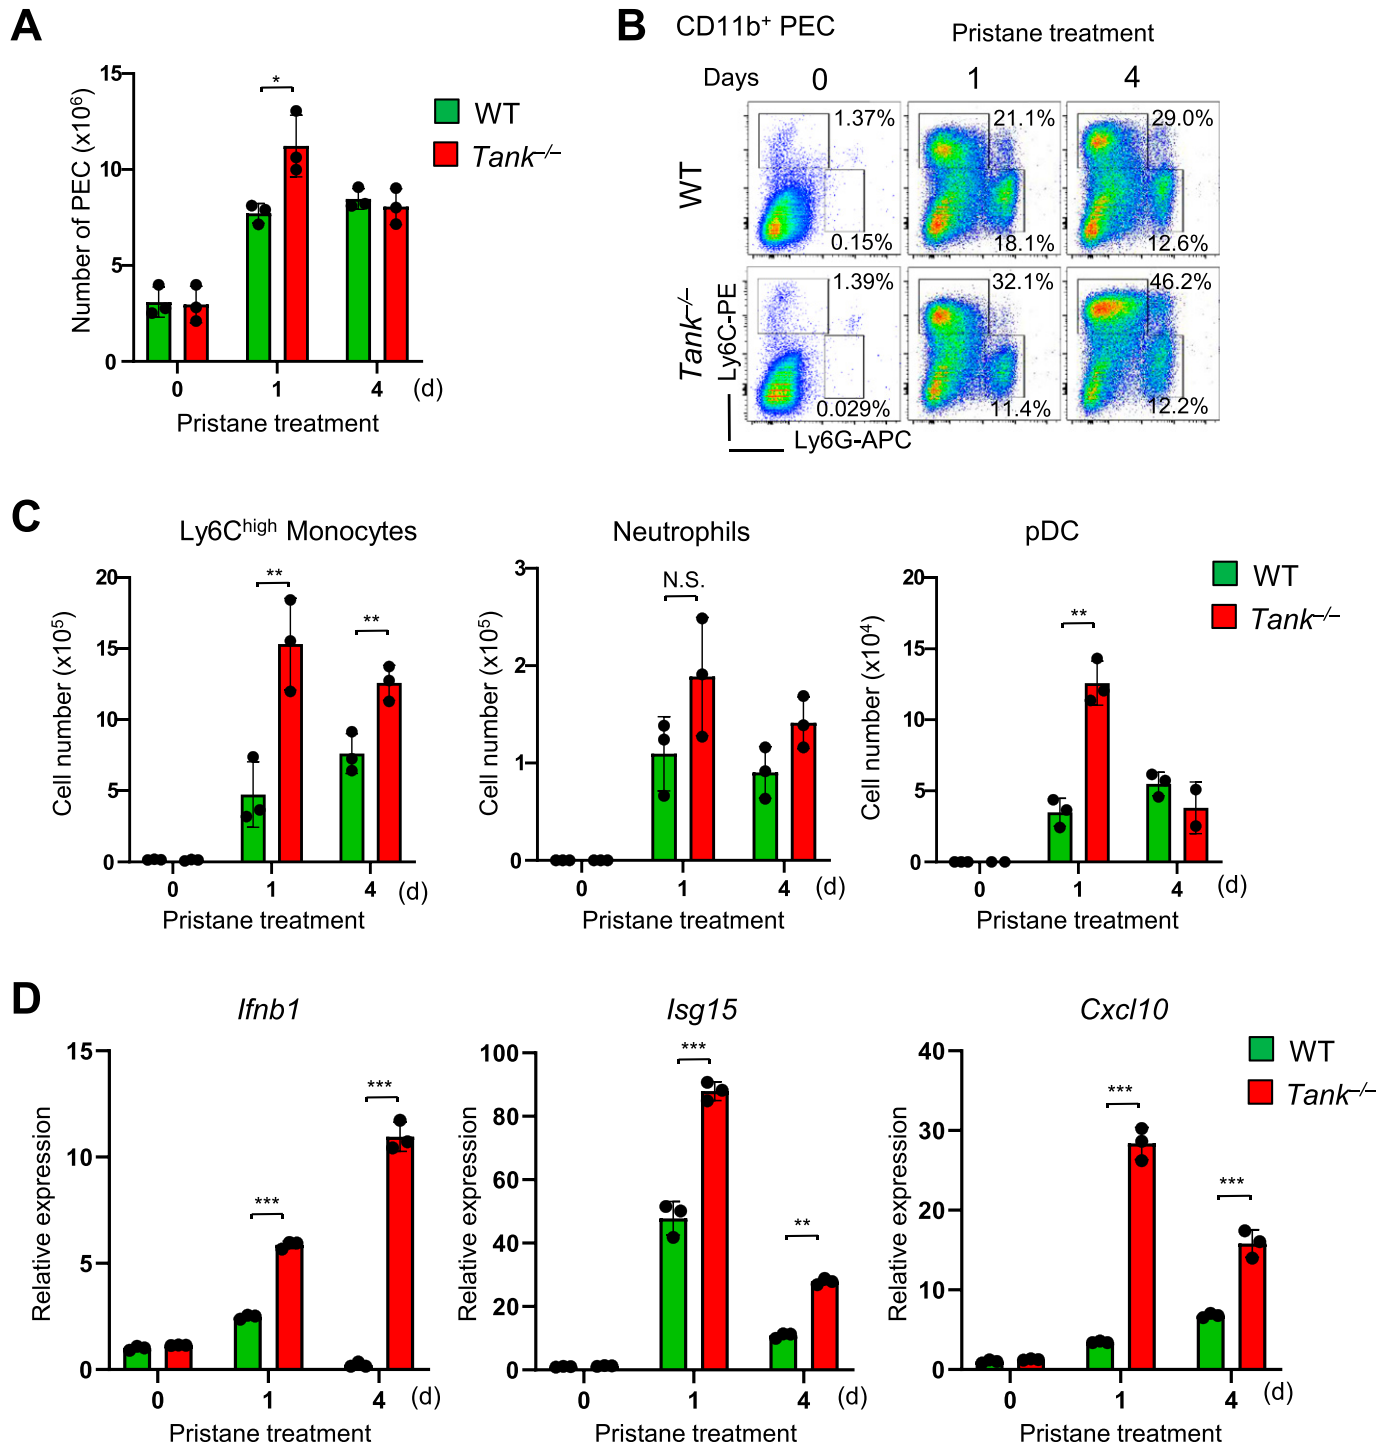 A
Number of PEC (x10⁶)
15
10
5
0
*
0 1 4 (d)
Pristane treatment
WT
Tank–/–
B
CD11b⁺ PEC
Pristane treatment
Days 0 1 4
WT
1.37% 21.1% 29.0%
0.15% 18.1% 12.6%
Tank–/–
1.39% 32.1% 46.2%
0.029% 11.4% 12.2%
Ly6C-PE
Ly6G-APC
C
Ly6Chigh Monocytes
Cell number (x10⁵)
20
15
10
5
0
**
**
0 1 4 (d)
Pristane treatment
Neutrophils
Cell number (x10⁵)
3
2
1
0
N.S.
0 1 4 (d)
Pristane treatment
pDC
Cell number (x10⁴)
20
15
10
5
0
**
0 1 4 (d)
Pristane treatment
WT
Tank–/–
D
Ifnb1
Relative expression
15
10
5
0
***
***
0 1 4 (d)
Pristane treatment
Isg15
Relative expression
100
80
60
40
20
0
***
**
0 1 4 (d)
Pristane treatment
Cxcl10
Relative expression
40
30
20
10
0
***
***
0 1 4 (d)
Pristane treatment
WT
Tank–/–